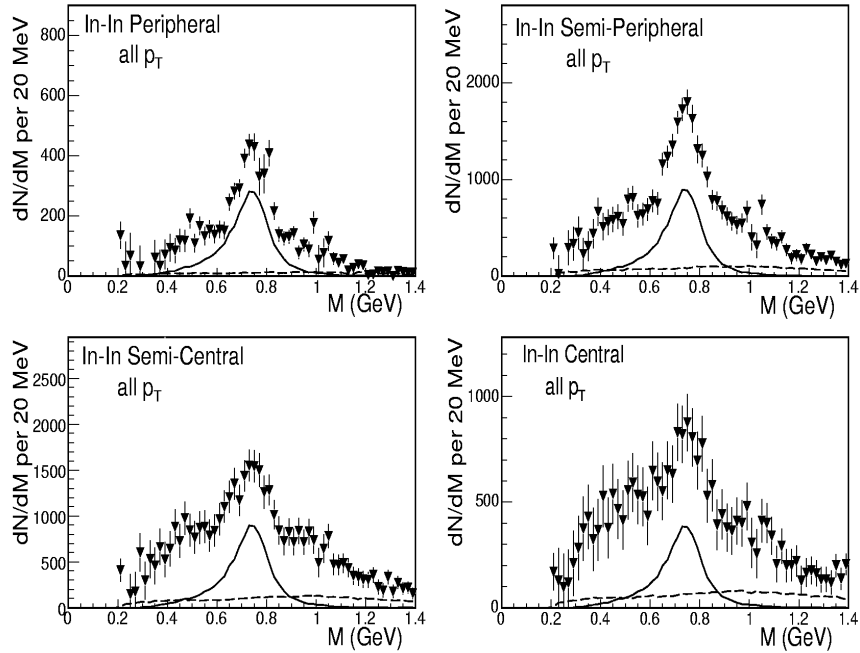 In-In Peripheral
all pT
dN/dM per 20 MeV
800
600
400
200
0
0 0.2 0.4 0.6 0.8 1 1.2 1.4
M (GeV)
In-In Semi-Peripheral
all pT
dN/dM per 20 MeV
2000
1000
0
0 0.2 0.4 0.6 0.8 1 1.2 1.4
M (GeV)
In-In Semi-Central
all pT
dN/dM per 20 MeV
2500
2000
1500
1000
500
0
0 0.2 0.4 0.6 0.8 1 1.2 1.4
M (GeV)
In-In Central
all pT
dN/dM per 20 MeV
1000
500
0
0 0.2 0.4 0.6 0.8 1 1.2 1.4
M (GeV)